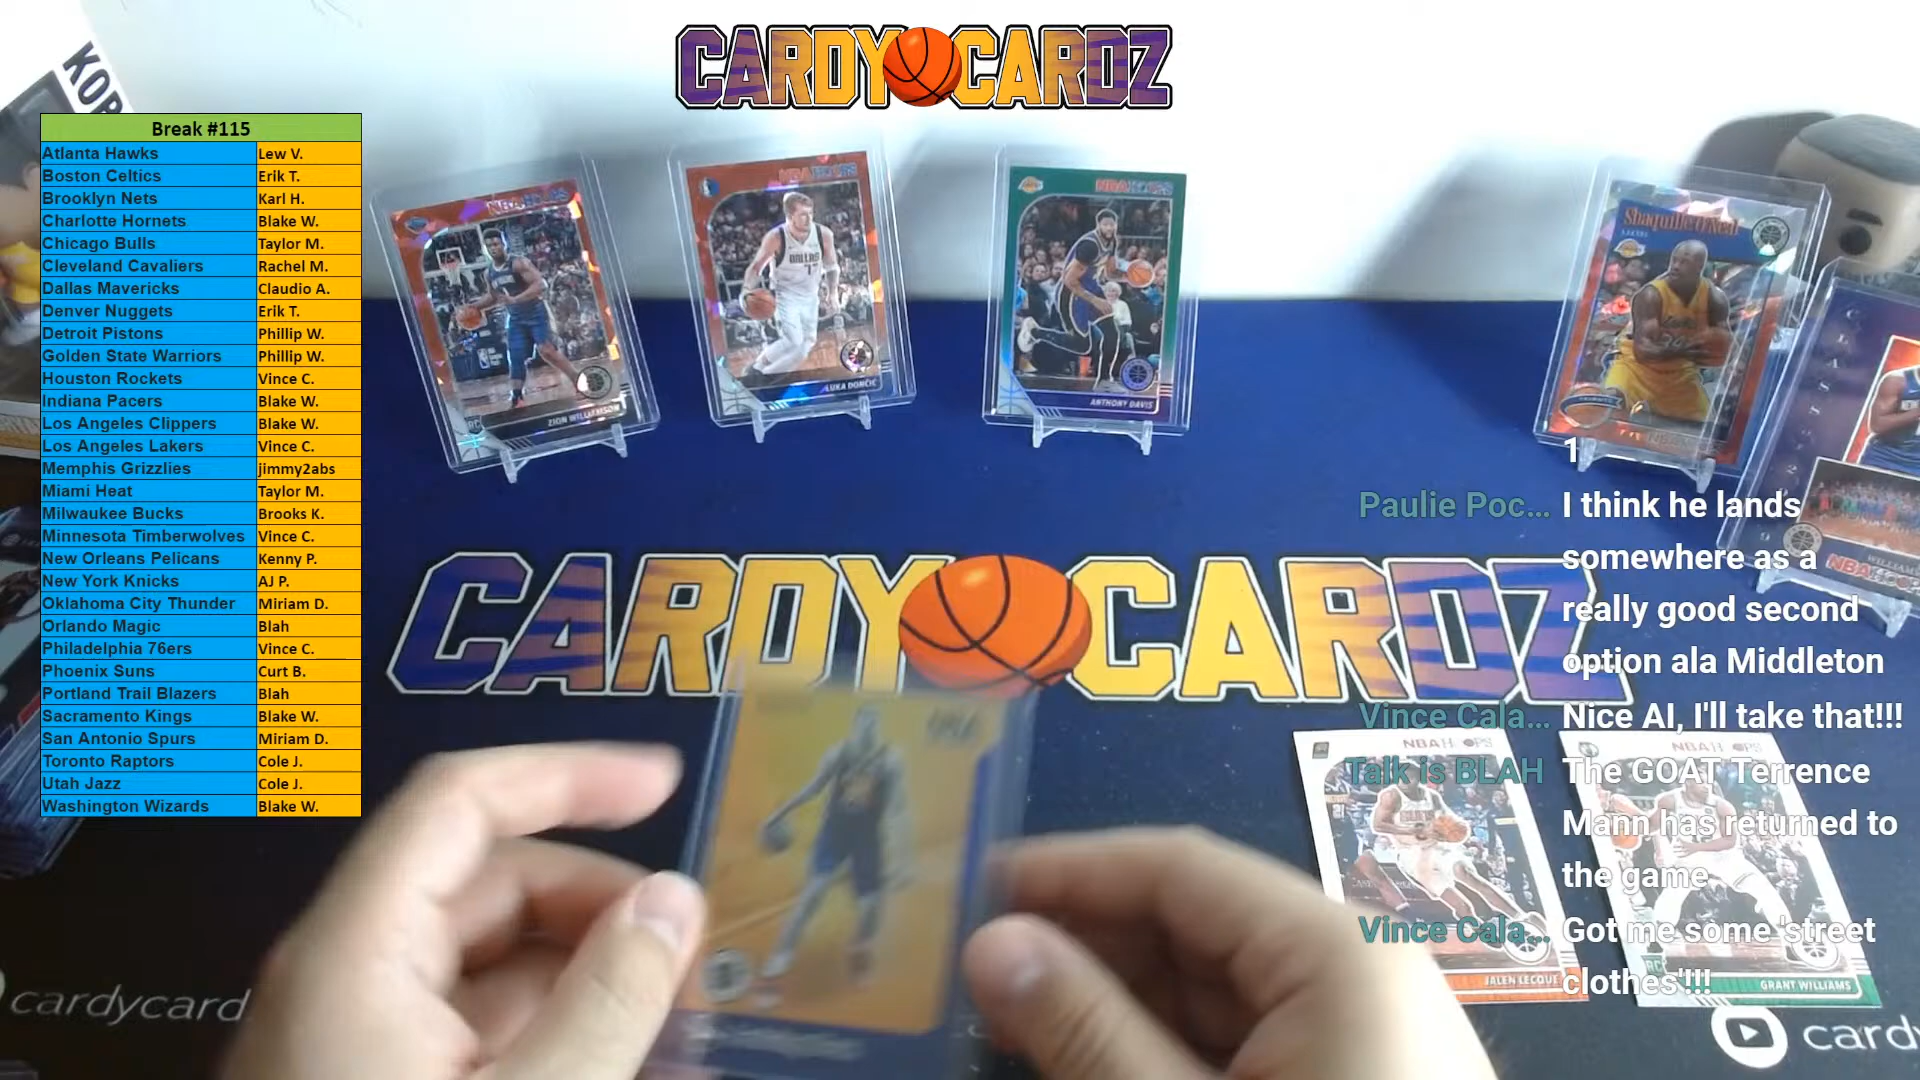 CARDY CARDZ
KOB
Break #115
Atlanta Hawks Lew V.
Boston Celtics Erik T.
Brooklyn Nets Karl H.
Charlotte Hornets Blake W.
Chicago Bulls Taylor M.
Cleveland Cavaliers Rachel M.
Dallas Mavericks Claudio A.
Denver Nuggets Erik T.
Detroit Pistons Phillip W.
Golden State Warriors Phillip W.
Houston Rockets Vince C.
Indiana Pacers Blake W.
Los Angeles Clippers Blake W.
Los Angeles Lakers Vince C.
Memphis Grizzlies jimmy2abs
Miami Heat Taylor M.
Milwaukee Bucks Brooks K.
Minnesota Timberwolves Vince C.
New Orleans Pelicans Kenny P.
New York Knicks AJ P.
Oklahoma City Thunder Miriam D.
Orlando Magic Blah
Philadelphia 76ers Vince C.
Phoenix Suns Curt B.
Portland Trail Blazers Blah
Sacramento Kings Blake W.
San Antonio Spurs Miriam D.
Toronto Raptors Cole J.
Utah Jazz Cole J.
Washington Wizards Blake W.
NBA HOOPS
ZION WILLIAMSON
NBA HOOPS
DALLAS
LUKA DONČIĆ
NBA HOOPS
ANTHONY DAVIS
Shaquille O'Neal
CARDY CARDZ
1
Paulie Poc... I think he lands
somewhere as a
really good second
option ala Middleton
Vince Cala... Nice AI, I'll take that!!!
Talk is BLAH The GOAT Terrence
Mann has returned to
the game
Vince Cala... Got me some 'street
clothes'!!!
NBA HOOPS
JALEN LECQUE
NBA HOOPS
RC
GRANT WILLIAMS
cardycard
card